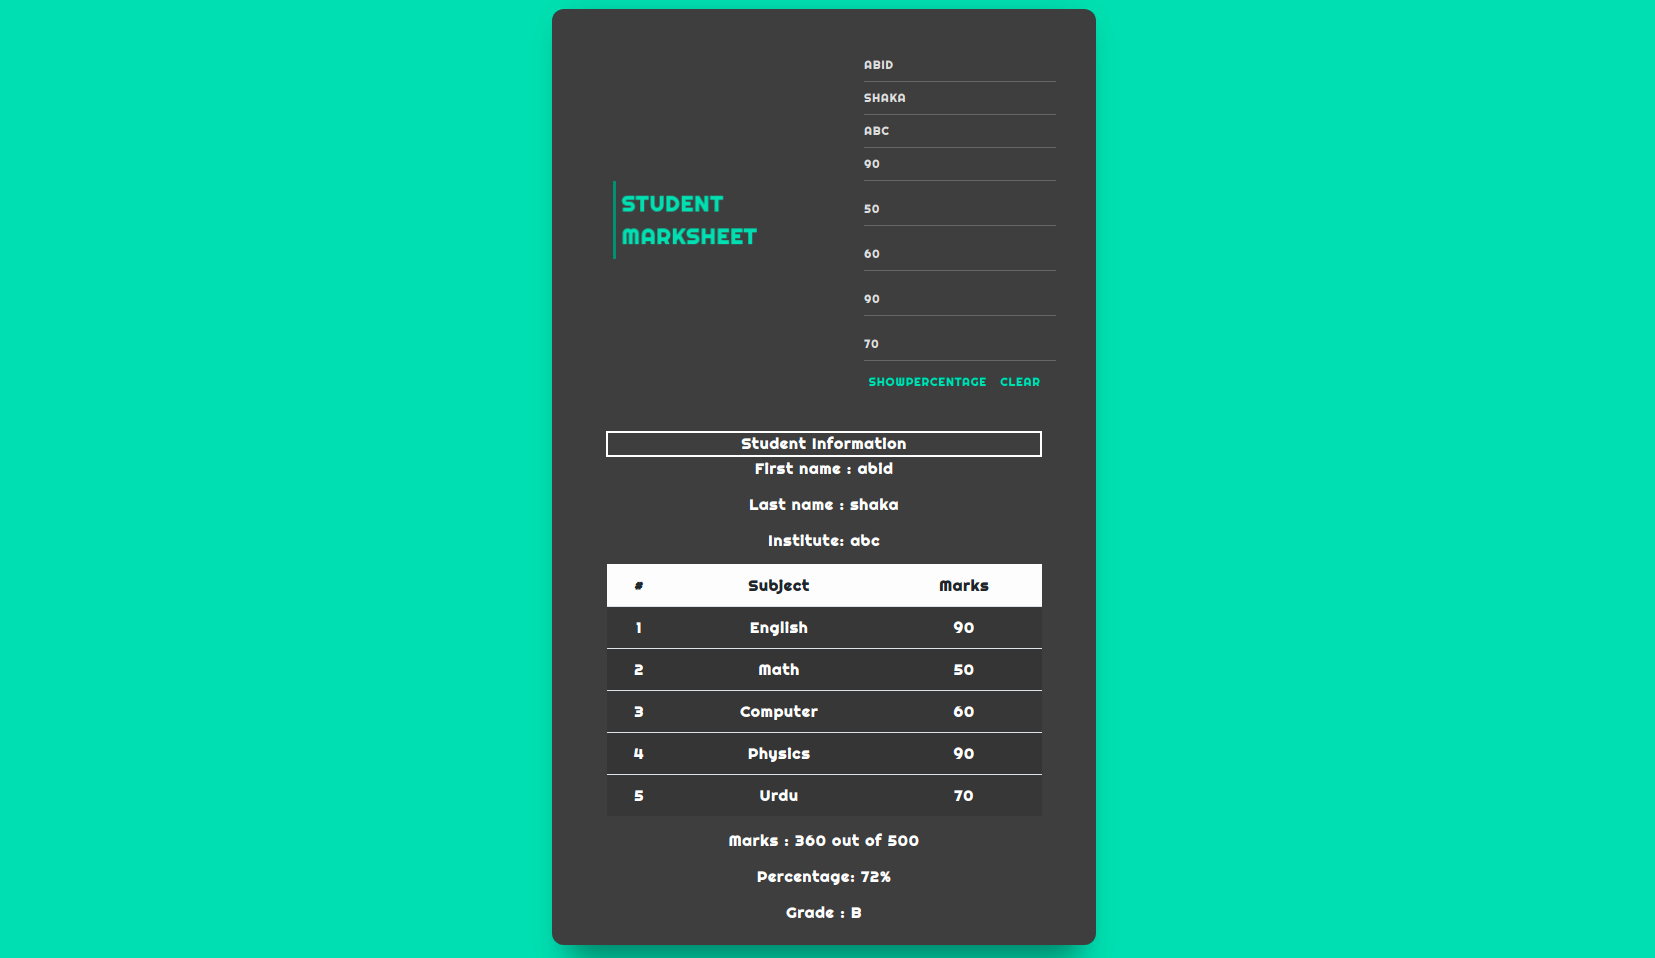 STUDENT
MARKSHEET
ABID
SHAKA
ABC
90
50
60
90
70
SHOWPERCENTAGE CLEAR
Student Information
First name : abid
Last name : shaka
Institute: abc
# Subject Marks
1 English 90
2 Math 50
3 Computer 60
4 Physics 90
5 Urdu 70
Marks : 360 out of 500
Percentage: 72%
Grade : B